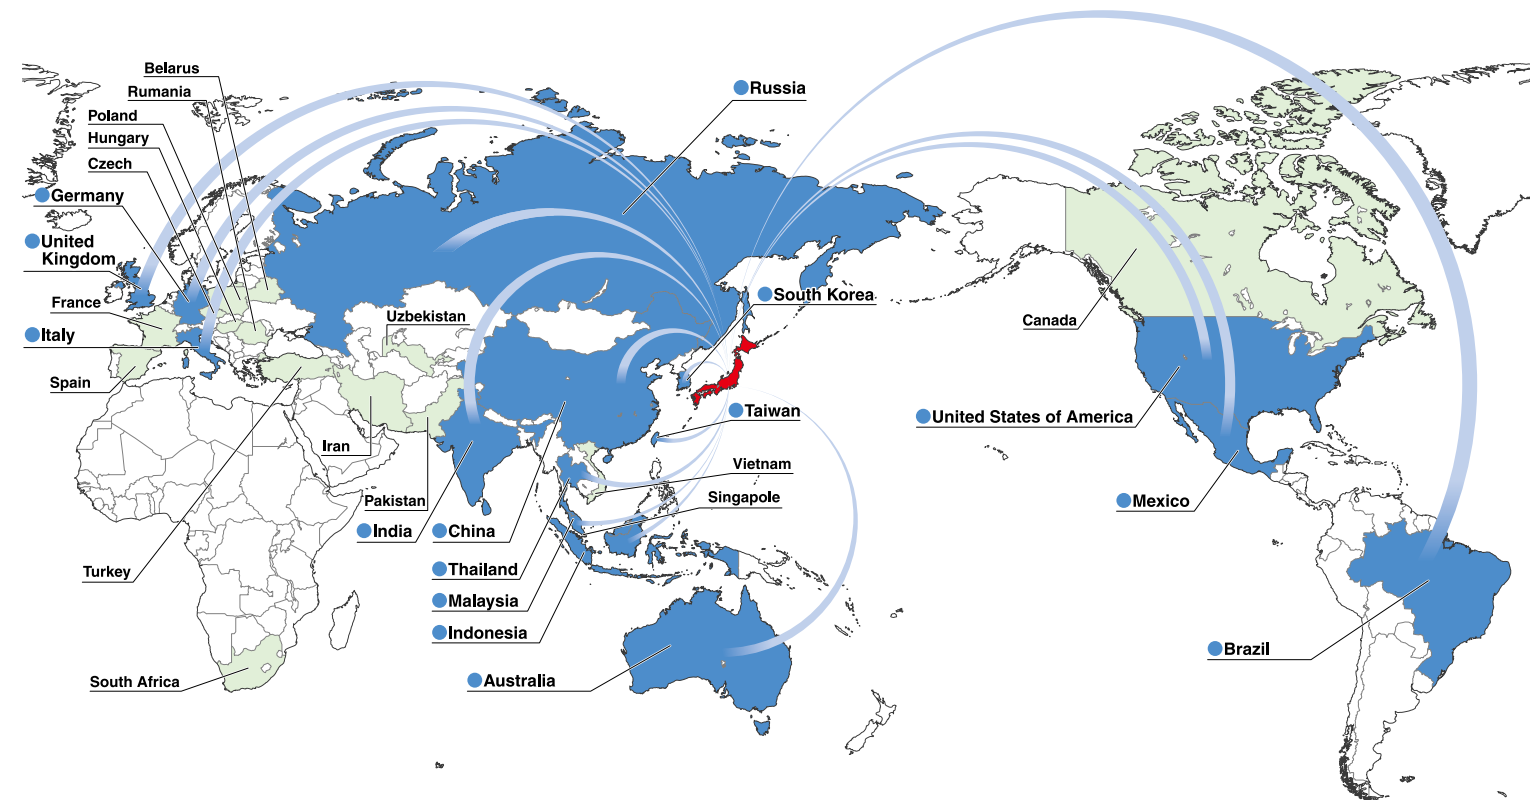 Belarus
Rumania
Poland
Hungary
Czech
Germany
United
Kingdom
France
Italy
Spain
Russia
South Korea
Uzbekistan
Canada
Taiwan
United States of America
Iran
Vietnam
Pakistan
Singapole
Mexico
India
China
Turkey
Thailand
Malaysia
Indonesia
Brazil
South Africa
Australia